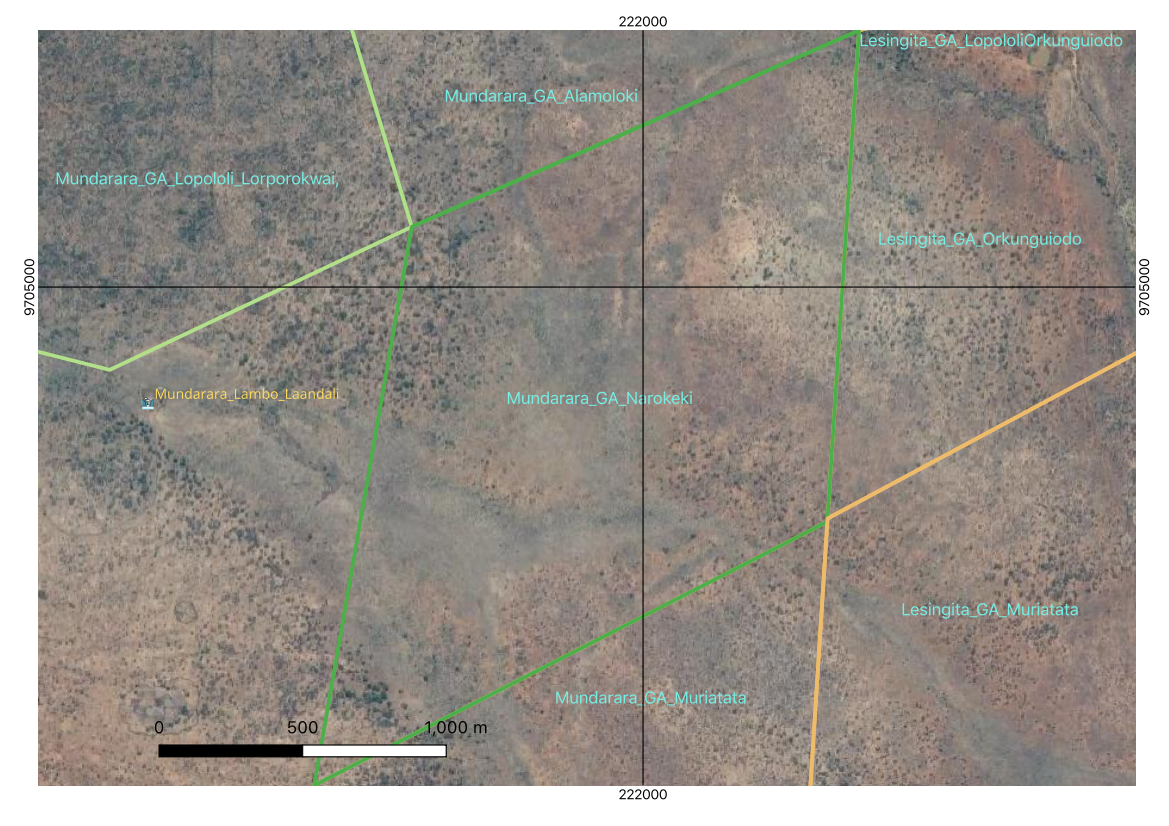 222000
Lesingita_GA_LopololiOrkunguiodo
Mundarara_GA_Alamoloki
Mundarara_GA_Lopololi_Lorporokwai,
Lesingita_GA_Orkunguiodo
9705000
9705000
Mundarara_Lambo_Laandali
Mundarara_GA_Narokeki
Lesingita_GA_Muriatata
Mundarara_GA_Muriatata
0 500 1,000 m
222000